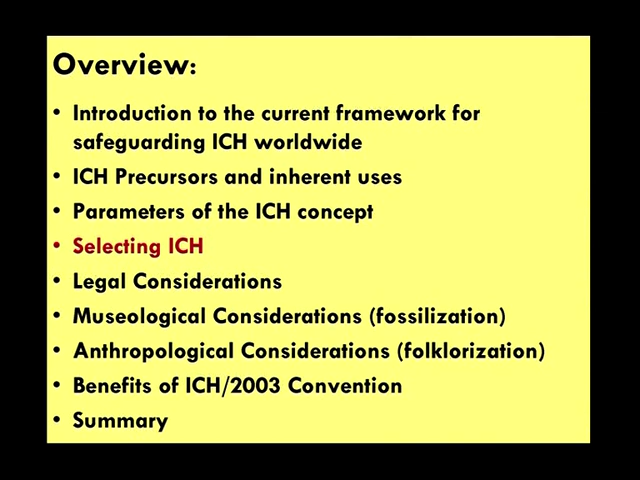 Overview:
• Introduction to the current framework for
safeguarding ICH worldwide
• ICH Precursors and inherent uses
• Parameters of the ICH concept
• Selecting ICH
• Legal Considerations
• Museological Considerations (fossilization)
• Anthropological Considerations (folklorization)
• Benefits of ICH/2003 Convention
• Summary